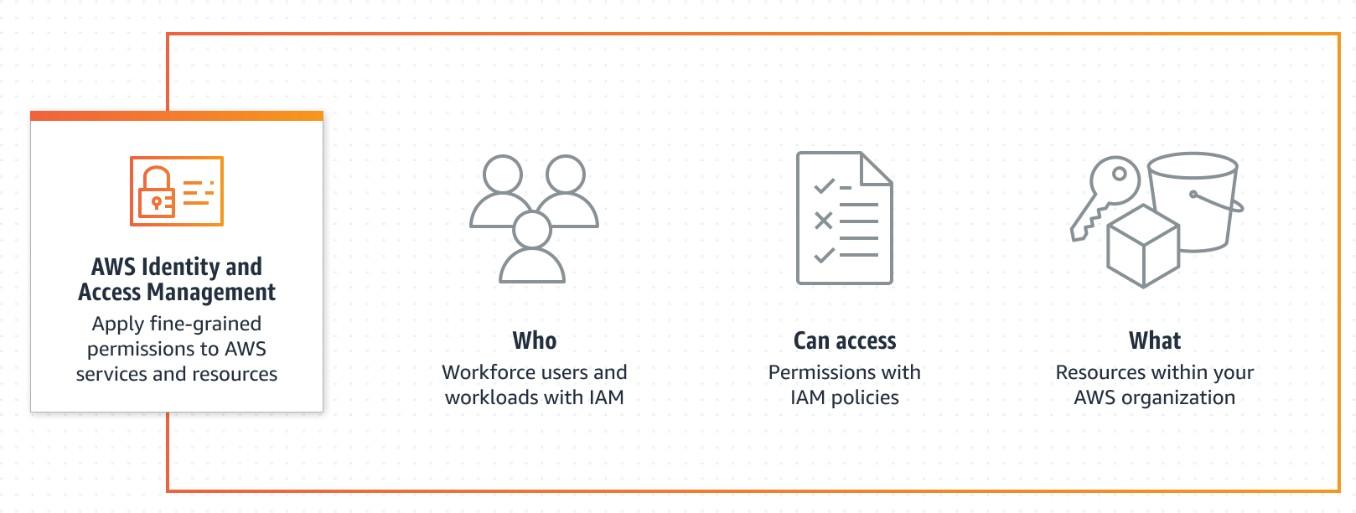 AWS Identity and
Access Management
Apply fine-grained
permissions to AWS
services and resources
Who
Workforce users and
workloads with IAM
Can access
Permissions with
IAM policies
What
Resources within your
AWS organization